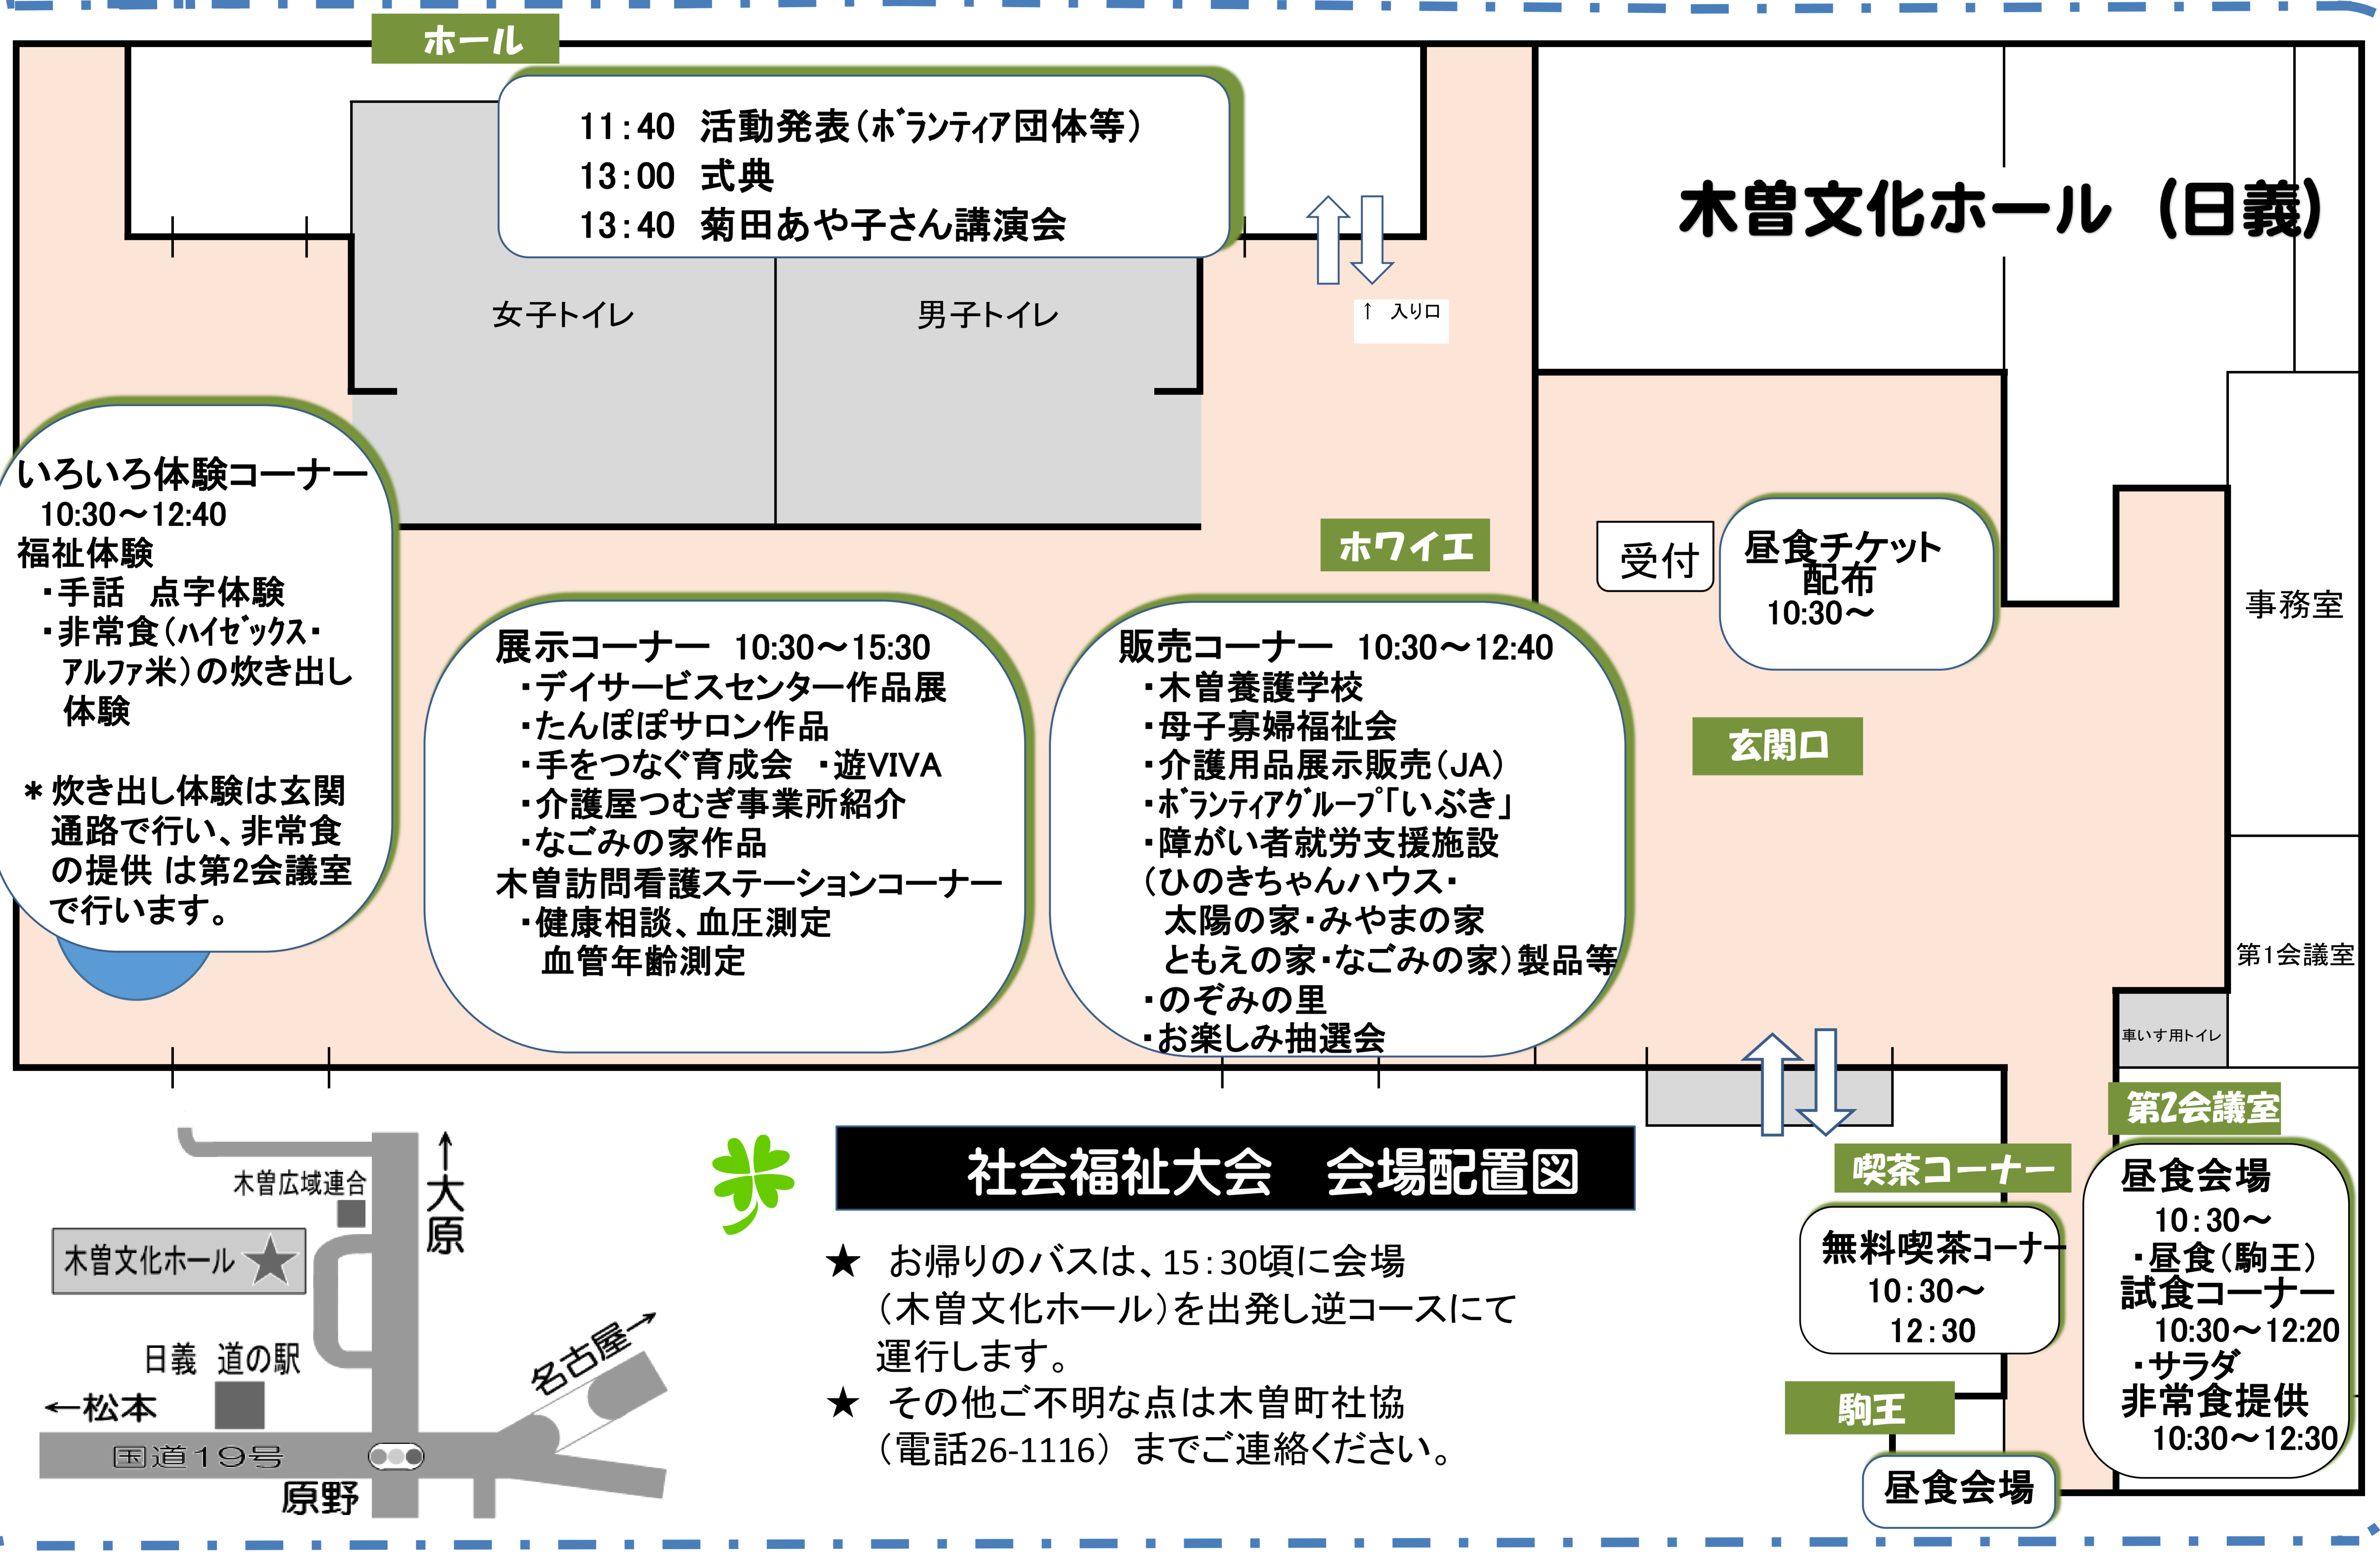 ホール
11:40 活動発表(ﾎﾞﾗﾝﾃｨｱ団体等)
13:00 式典
13:40 菊田あや子さん講演会
木曽文化ホール (日義)
女子トイレ
男子トイレ
↑ 入り口
いろいろ体験コーナー
10:30～12:40
福祉体験
・手話 点字体験
・非常食(ﾊｲｾﾞｯｸｽ・
ｱﾙﾌｧ米)の炊き出し
体験
*炊き出し体験は玄関
通路で行い、非常食
の提供 は第2会議室
で行います。
ホワイエ
受付
昼食チケット
配布
10:30～
事務室
展示コーナー 10:30～15:30
・デイサービスセンター作品展
・たんぽぽサロン作品
・手をつなぐ育成会 ・遊VIVA
・介護屋つむぎ事業所紹介
・なごみの家作品
木曽訪問看護ステーションコーナー
・健康相談、血圧測定
血管年齢測定
販売コーナー 10:30～12:40
・木曽養護学校
・母子寡婦福祉会
・介護用品展示販売(JA)
・ﾎﾞﾗﾝﾃｨｱｸﾞﾙｰﾌﾟ「いぶき」
・障がい者就労支援施設
(ひのきちゃんハウス・
太陽の家・みやまの家
ともえの家・なごみの家)製品等
・のぞみの里
・お楽しみ抽選会
玄関口
第1会議室
車いす用トイレ
第2会議室
昼食会場
10:30～
・昼食(駒王)
試食コーナー
10:30～12:20
・サラダ
非常食提供
10:30～12:30
喫茶コーナー
無料喫茶ｺｰﾅｰ
10:30～
12:30
駒王
昼食会場
社会福祉大会 会場配置図
★ お帰りのバスは、15:30頃に会場
(木曽文化ホール)を出発し逆コースにて
運行します。
★ その他ご不明な点は木曽町社協
(電話26-1116) までご連絡ください。
↑大原
木曽広域連合
木曽文化ホール ★
日義 道の駅
名古屋→
←松本
国道19号
原野